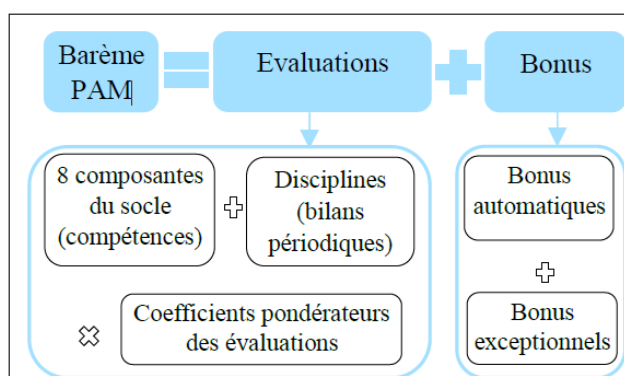 Barème
PAM
Evaluations
Bonus
8 composantes
du socle
(compétences)
Disciplines
(bilans
périodiques)
Coefficients pondérateurs
des évaluations
Bonus
automatiques
Bonus
exceptionnels